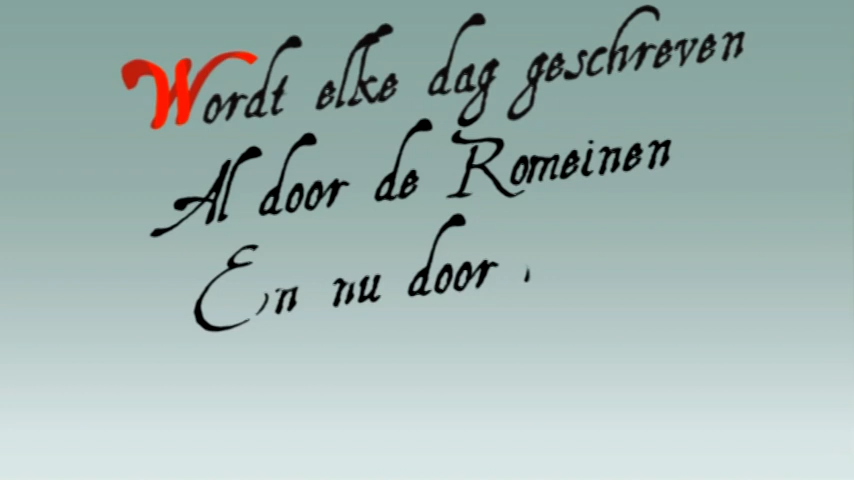 Wordt elke dag geschreven
Al door de Romeinen
En nu door